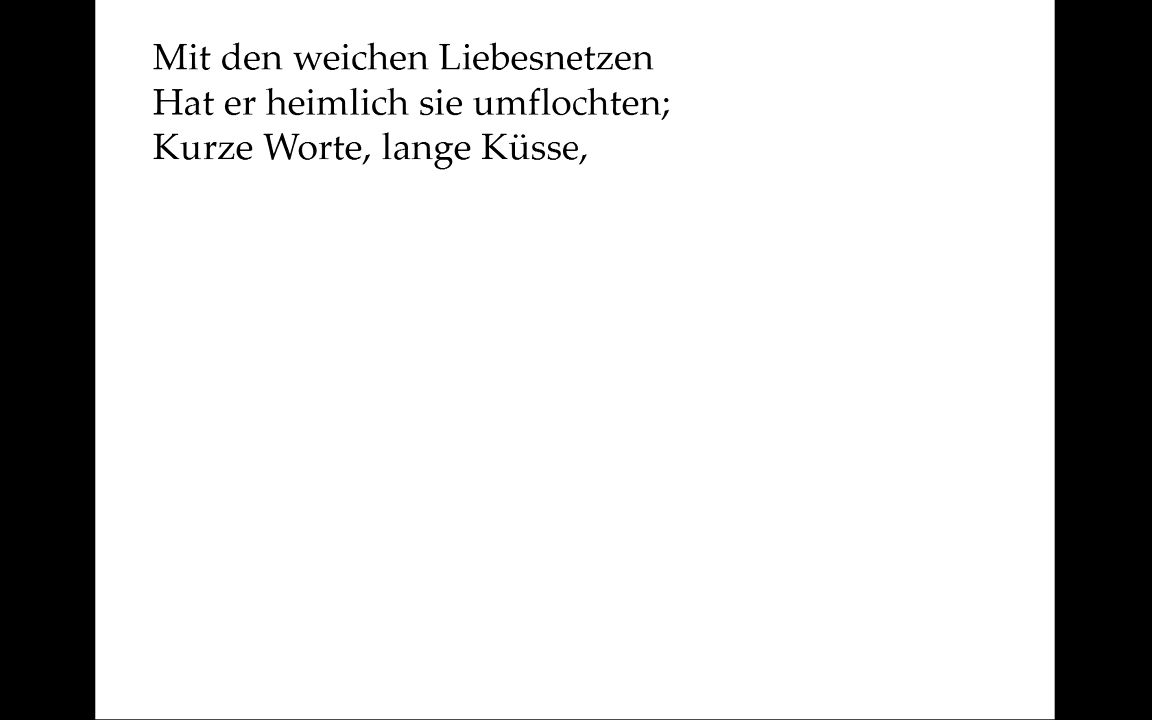 Mit den weichen Liebesnetzen
Hat er heimlich sie umflochten;
Kurze Worte, lange Küsse,